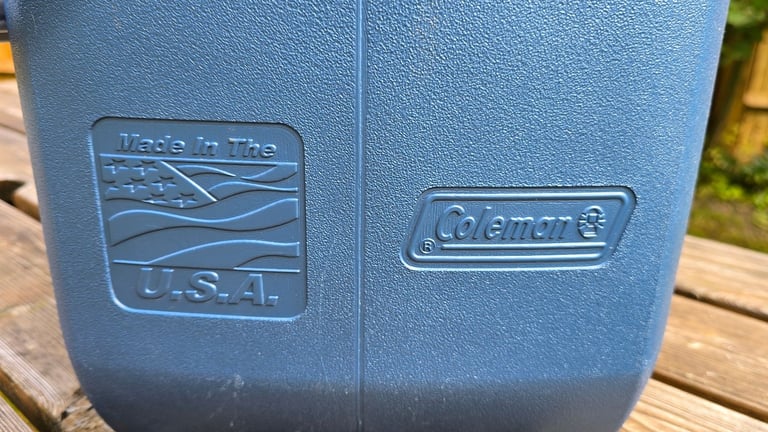 Made In The
U.S.A.
Coleman
®